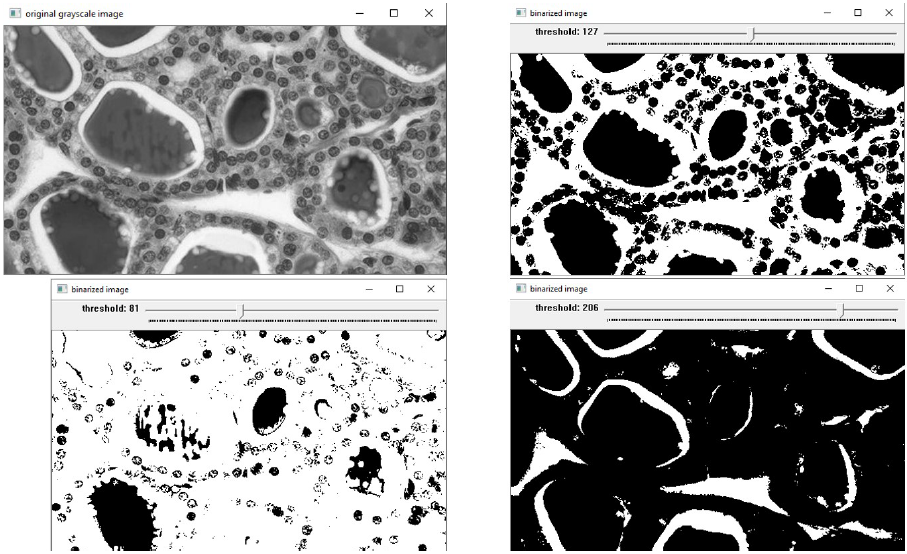 original grayscale image
binarized image
threshold: 127
binarized image
threshold: 81
binarized image
threshold: 206